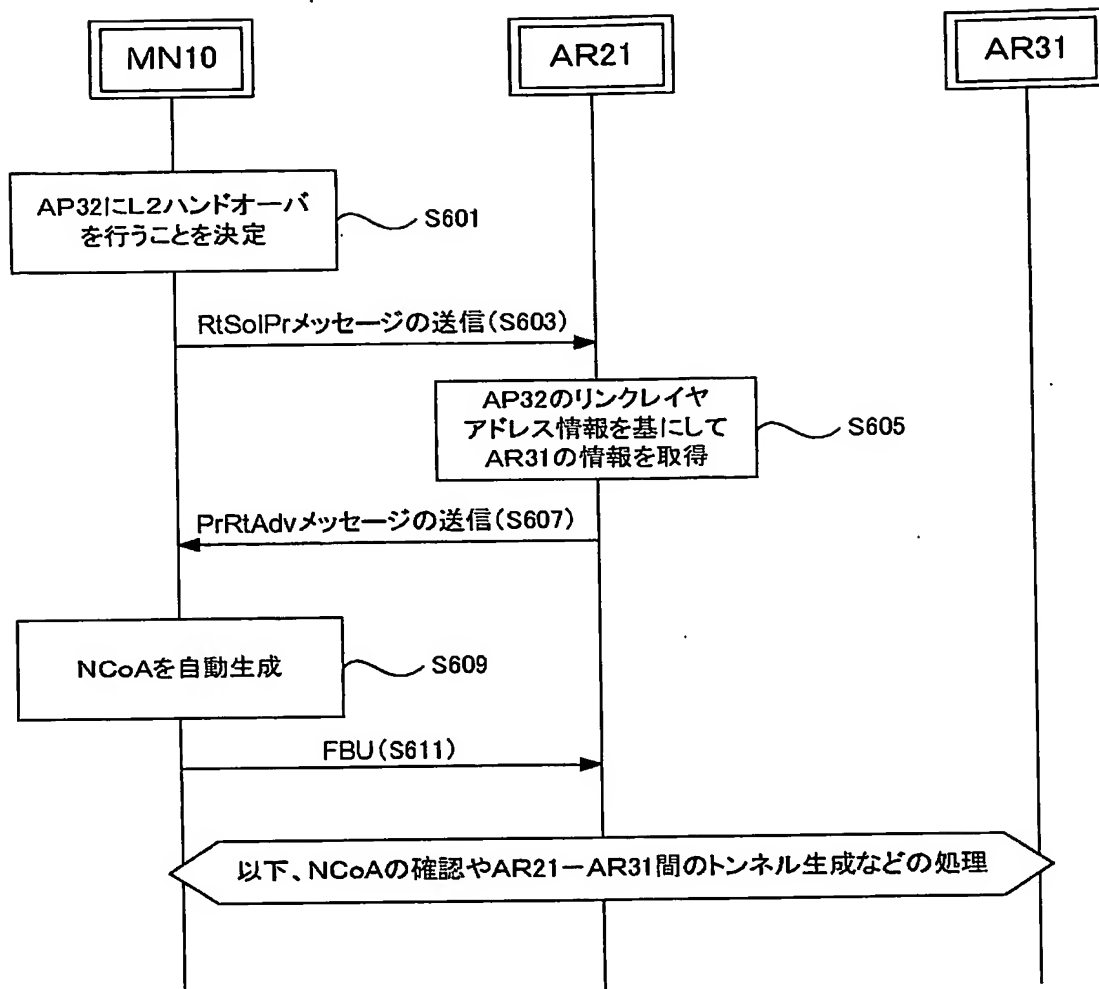 MN10
AR21
AR31
AP32にL2ハンドオーバ
を行うことを決定
S601
RtSolPrメッセージの送信(S603)
AP32のリンクレイヤ
アドレス情報を基にして
AR31の情報を取得
S605
PrRtAdvメッセージの送信(S607)
NCoAを自動生成
S609
FBU(S611)
以下、NCoAの確認やAR21－AR31間のトンネル生成などの処理